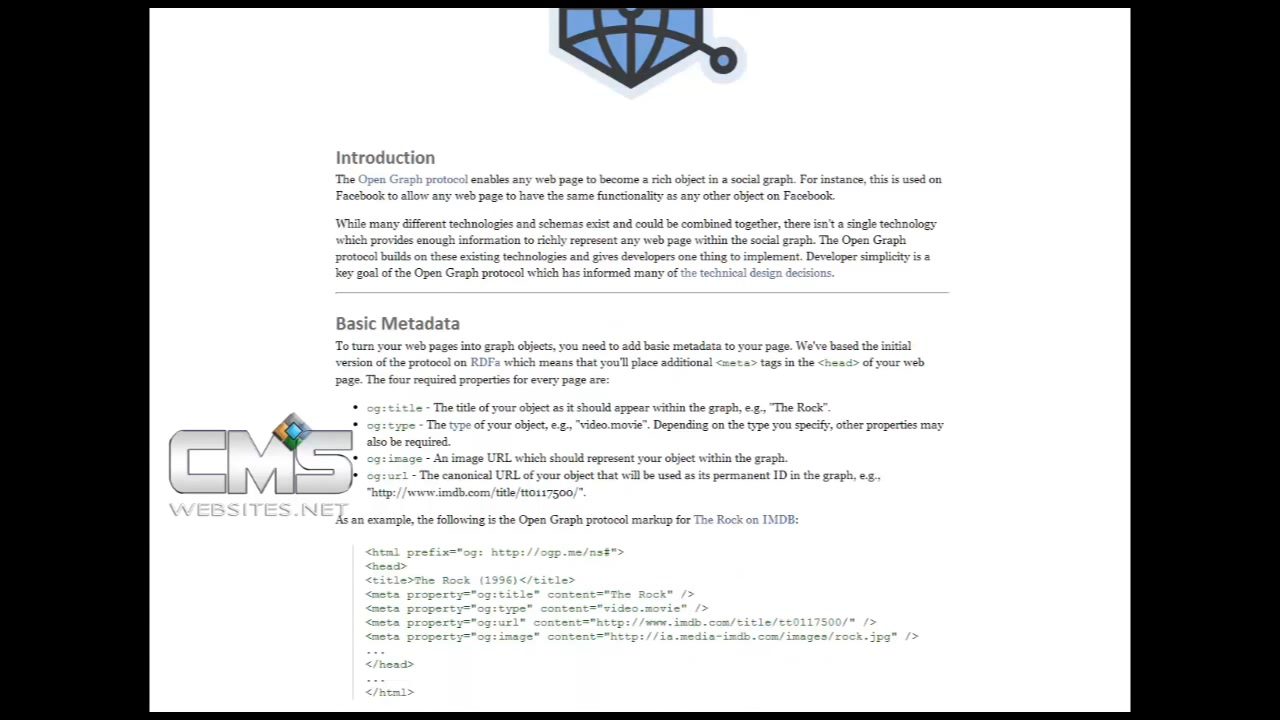 Introduction
The Open Graph protocol enables any web page to become a rich object in a social graph. For instance, this is used on
Facebook to allow any web page to have the same functionality as any other object on Facebook.
While many different technologies and schemas exist and could be combined together, there isn't a single technology
which provides enough information to richly represent any web page within the social graph. The Open Graph
protocol builds on these existing technologies and gives developers one thing to implement. Developer simplicity is a
key goal of the Open Graph protocol which has informed many of the technical design decisions.
Basic Metadata
To turn your web pages into graph objects, you need to add basic metadata to your page. We've based the initial
version of the protocol on RDFa which means that you'll place additional <meta> tags in the <head> of your web
page. The four required properties for every page are:
• og:title - The title of your object as it should appear within the graph, e.g., "The Rock".
• og:type - The type of your object, e.g., "video.movie". Depending on the type you specify, other properties may
also be required.
• og:image - An image URL which should represent your object within the graph.
• og:url - The canonical URL of your object that will be used as its permanent ID in the graph, e.g.,
"http://www.imdb.com/title/tt0117500/".
CMS
WEBSITES.NET
As an example, the following is the Open Graph protocol markup for The Rock on IMDB:
<html prefix="og: http://ogp.me/ns#">
<head>
<title>The Rock (1996)</title>
<meta property="og:title" content="The Rock" />
<meta property="og:type" content="video.movie" />
<meta property="og:url" content="http://www.imdb.com/title/tt0117500/" />
<meta property="og:image" content="http://ia.media-imdb.com/images/rock.jpg" />
...
</head>
...
</html>